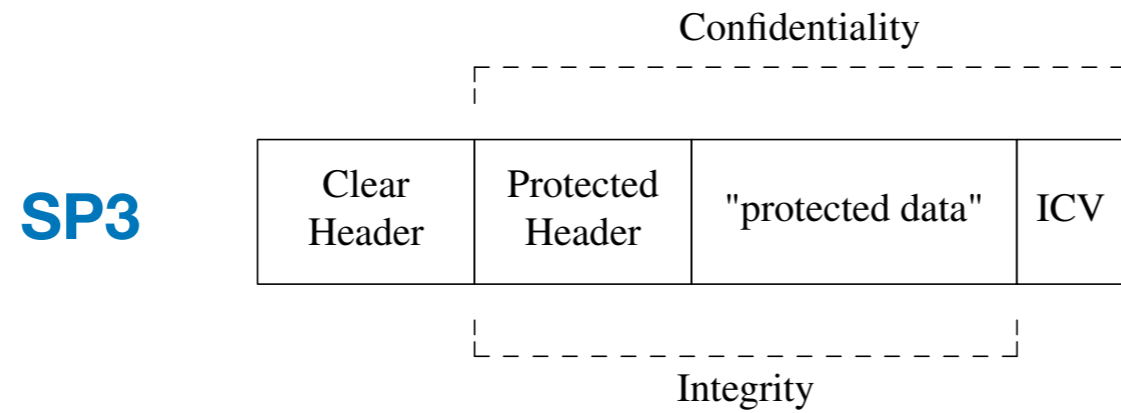 Confidentiality
SP3
Clear
Header
Protected
Header
"protected data"
ICV
Integrity